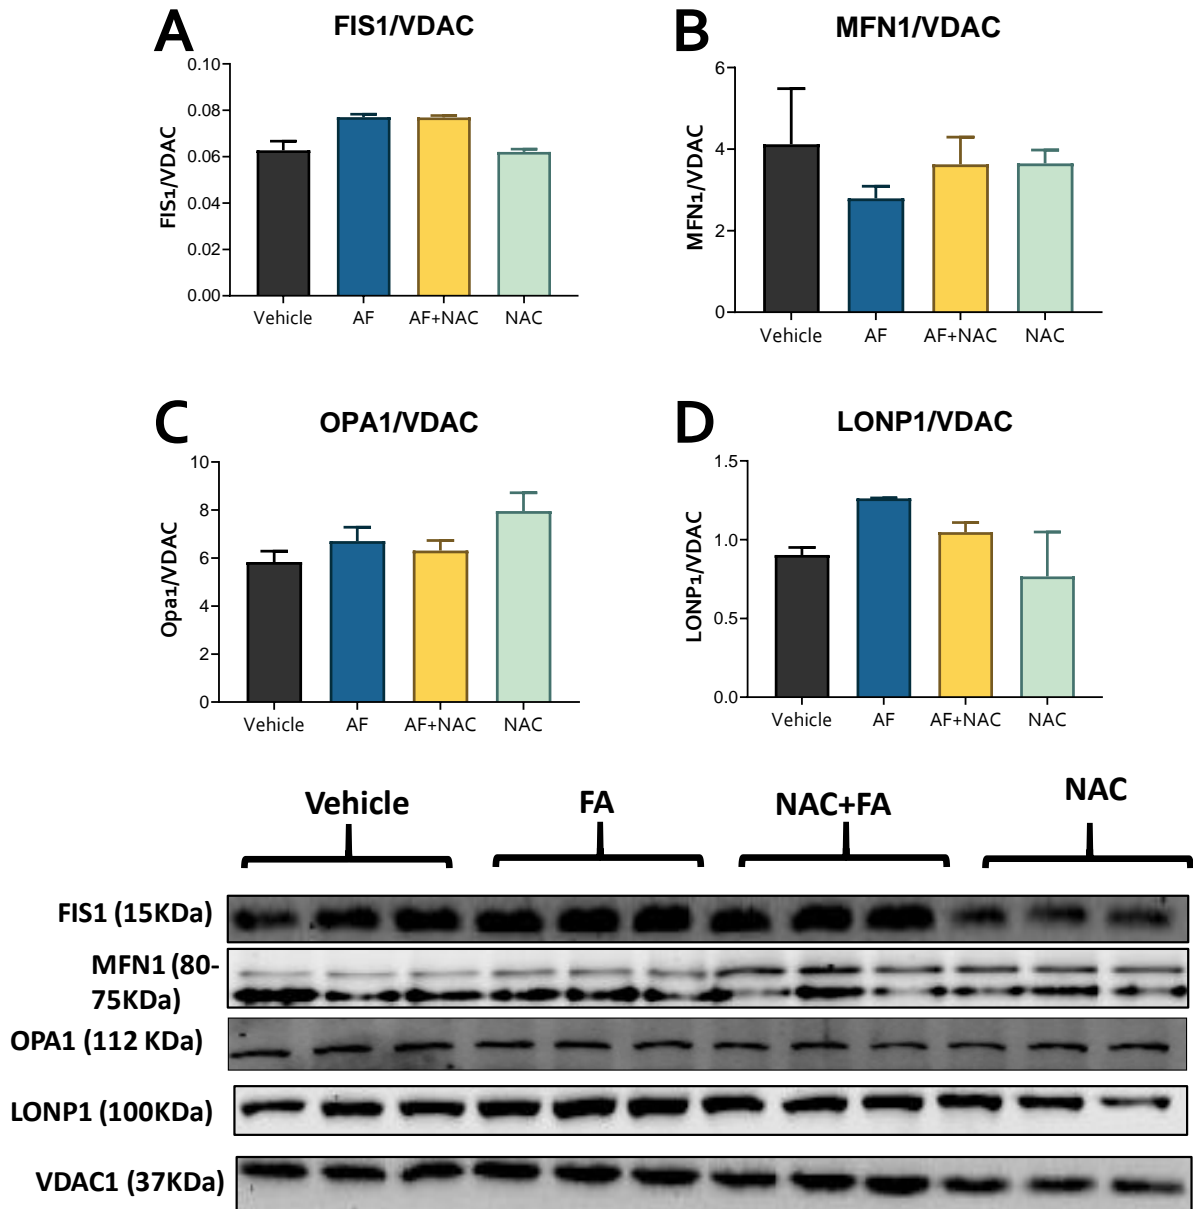 A
FIS1/VDAC
FIS1/VDAC
0.10
0.08
0.06
0.04
0.02
0.00
Vehicle AF AF+NAC NAC
B
MFN1/VDAC
MFN1/VDAC
6
4
2
0
Vehicle AF AF+NAC NAC
C
OPA1/VDAC
Opa1/VDAC
10
8
6
4
2
0
Vehicle AF AF+NAC NAC
D
LONP1/VDAC
LONP1/VDAC
1.5
1.0
0.5
0.0
Vehicle AF AF+NAC NAC
Vehicle FA NAC+FA NAC
FIS1 (15KDa)
MFN1 (80-
75KDa)
OPA1 (112 KDa)
LONP1 (100KDa)
VDAC1 (37KDa)